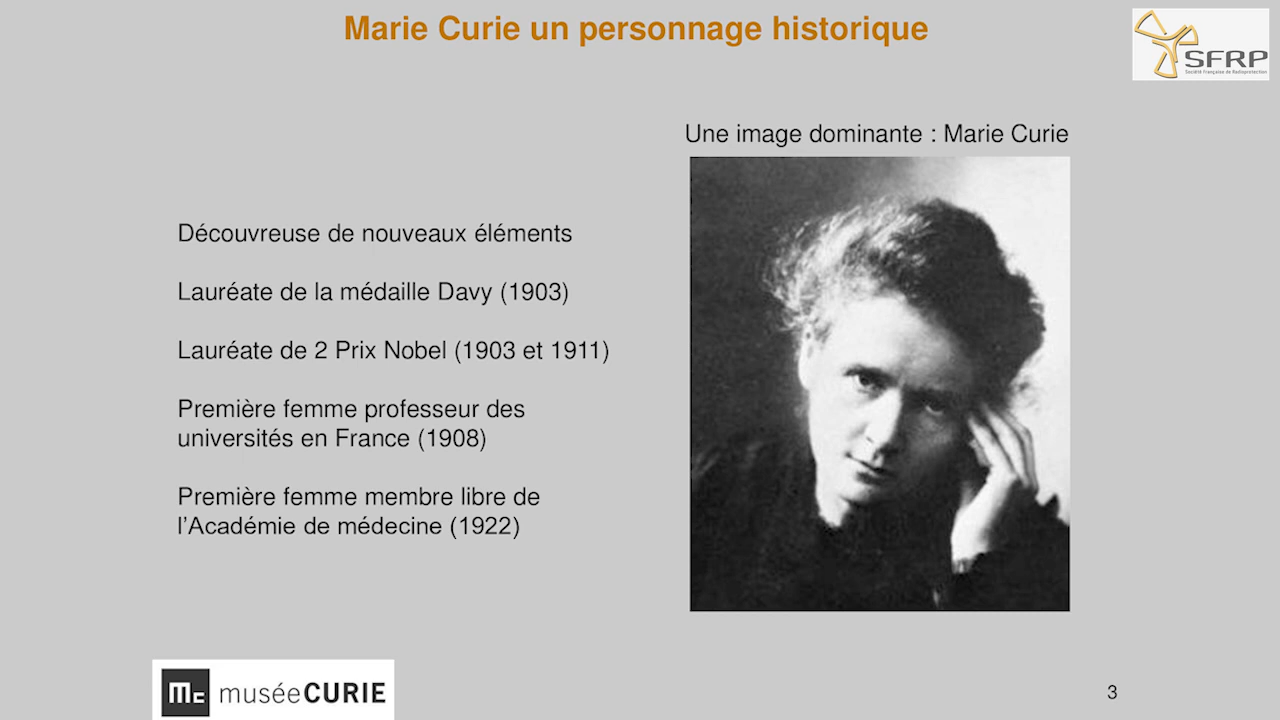 Marie Curie un personnage historique
SFRP
Société Française de Radioprotection
Une image dominante : Marie Curie
Découvreuse de nouveaux éléments
Lauréate de la médaille Davy (1903)
Lauréate de 2 Prix Nobel (1903 et 1911)
Première femme professeur des
universités en France (1908)
Première femme membre libre de
l’Académie de médecine (1922)
Mc muséeCURIE
3